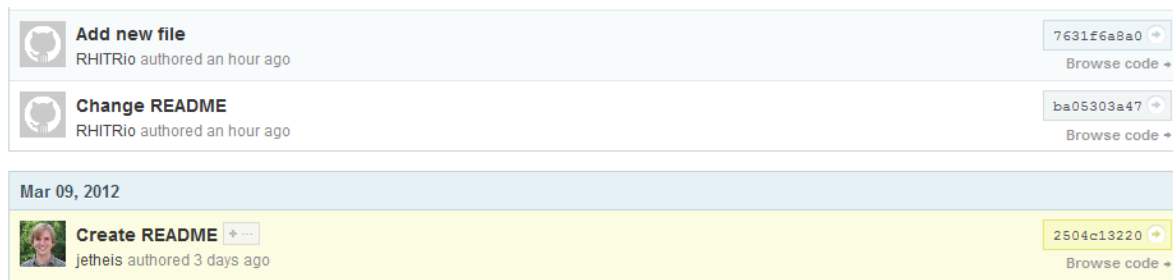 Add new file
7631f6a8a0
RHITRio authored an hour ago
Browse code
Change README
ba05303a47
RHITRio authored an hour ago
Browse code
Mar 09, 2012
Create README + ...
2504c13220
jetheis authored 3 days ago
Browse code